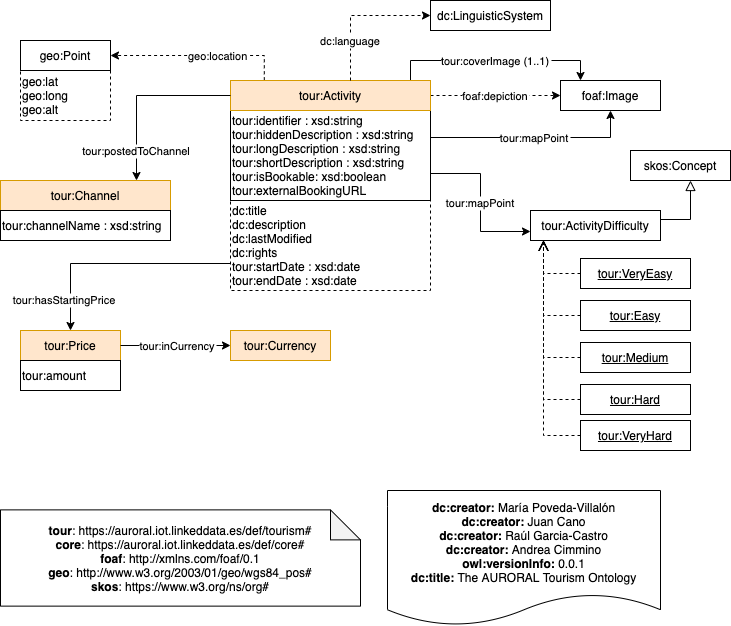 dc:LinguisticSystem
dc:language
geo:Point
geo:location
geo:lat
geo:long
geo:alt
tour:coverImage (1..1)
tour:Activity
foaf:depiction
foaf:Image
tour:identifier : xsd:string
tour:hiddenDescription : xsd:string
tour:longDescription : xsd:string
tour:shortDescription : xsd:string
tour:isBookable: xsd:boolean
tour:externalBookingURL
tour:mapPoint
tour:postedToChannel
skos:Concept
tour:Channel
tour:channelName : xsd:string
tour:mapPoint
tour:ActivityDifficulty
dc:title
dc:description
dc:lastModified
dc:rights
tour:startDate : xsd:date
tour:endDate : xsd:date
tour:VeryEasy
tour:hasStartingPrice
tour:Easy
tour:Price
tour:inCurrency
tour:Currency
tour:amount
tour:Medium
tour:Hard
tour:VeryHard
tour: https://auroral.iot.linkeddata.es/def/tourism#
core: https://auroral.iot.linkeddata.es/def/core#
foaf: http://xmlns.com/foaf/0.1
geo: http://www.w3.org/2003/01/geo/wgs84_pos#
skos: https://www.w3.org/ns/org#
dc:creator: María Poveda-Villalón
dc:creator: Juan Cano
dc:creator: Raúl Garcia-Castro
dc:creator: Andrea Cimmino
owl:versionInfo: 0.0.1
dc:title: The AURORAL Tourism Ontology